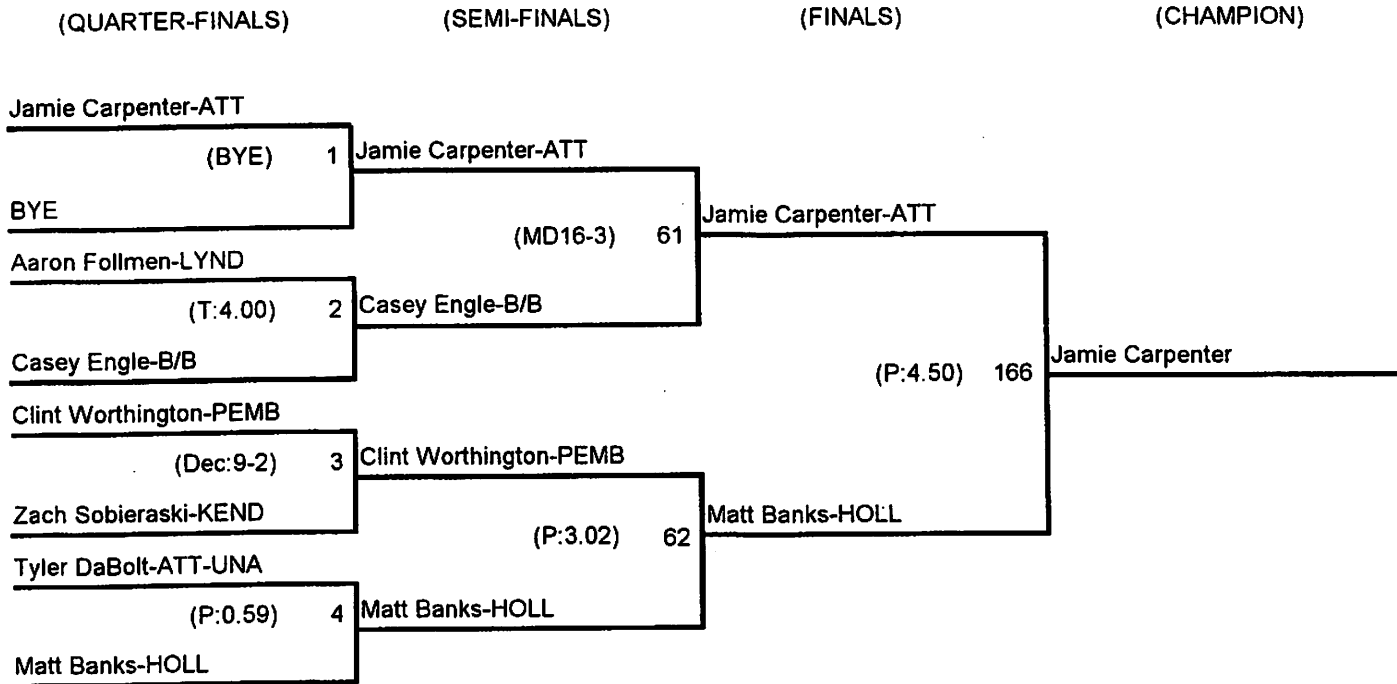 (QUARTER-FINALS) (SEMI-FINALS) (FINALS) (CHAMPION)
Jamie Carpenter-ATT
(BYE) 1 Jamie Carpenter-ATT
BYE
Jamie Carpenter-ATT
(MD16-3) 61
Aaron Follmen-LYND
(T:4.00) 2 Casey Engle-B/B
Casey Engle-B/B
Jamie Carpenter
(P:4.50) 166
Clint Worthington-PEMB
(Dec:9-2) 3 Clint Worthington-PEMB
Zach Sobieraski-KEND
Matt Banks-HOLL
(P:3.02) 62
Tyler DaBolt-ATT-UNA
(P:0.59) 4 Matt Banks-HOLL
Matt Banks-HOLL